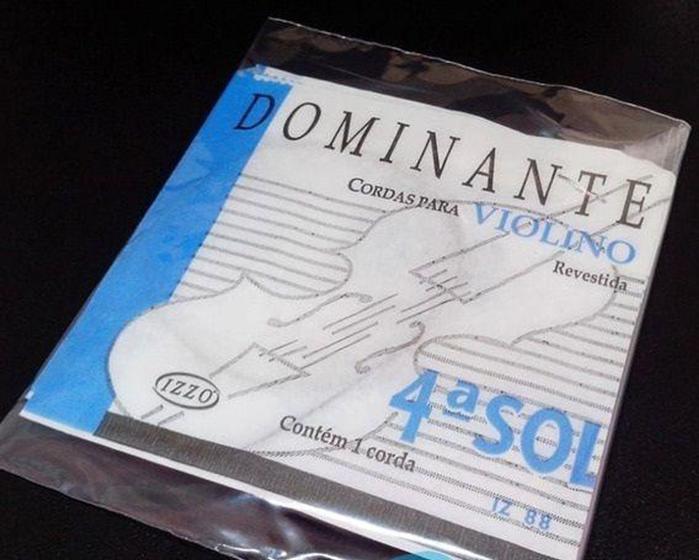 DOMINANTE
CORDAS PARA VIOLINO
Revestida
4ª SOL
IZZO
Contém 1 corda
IZ 88